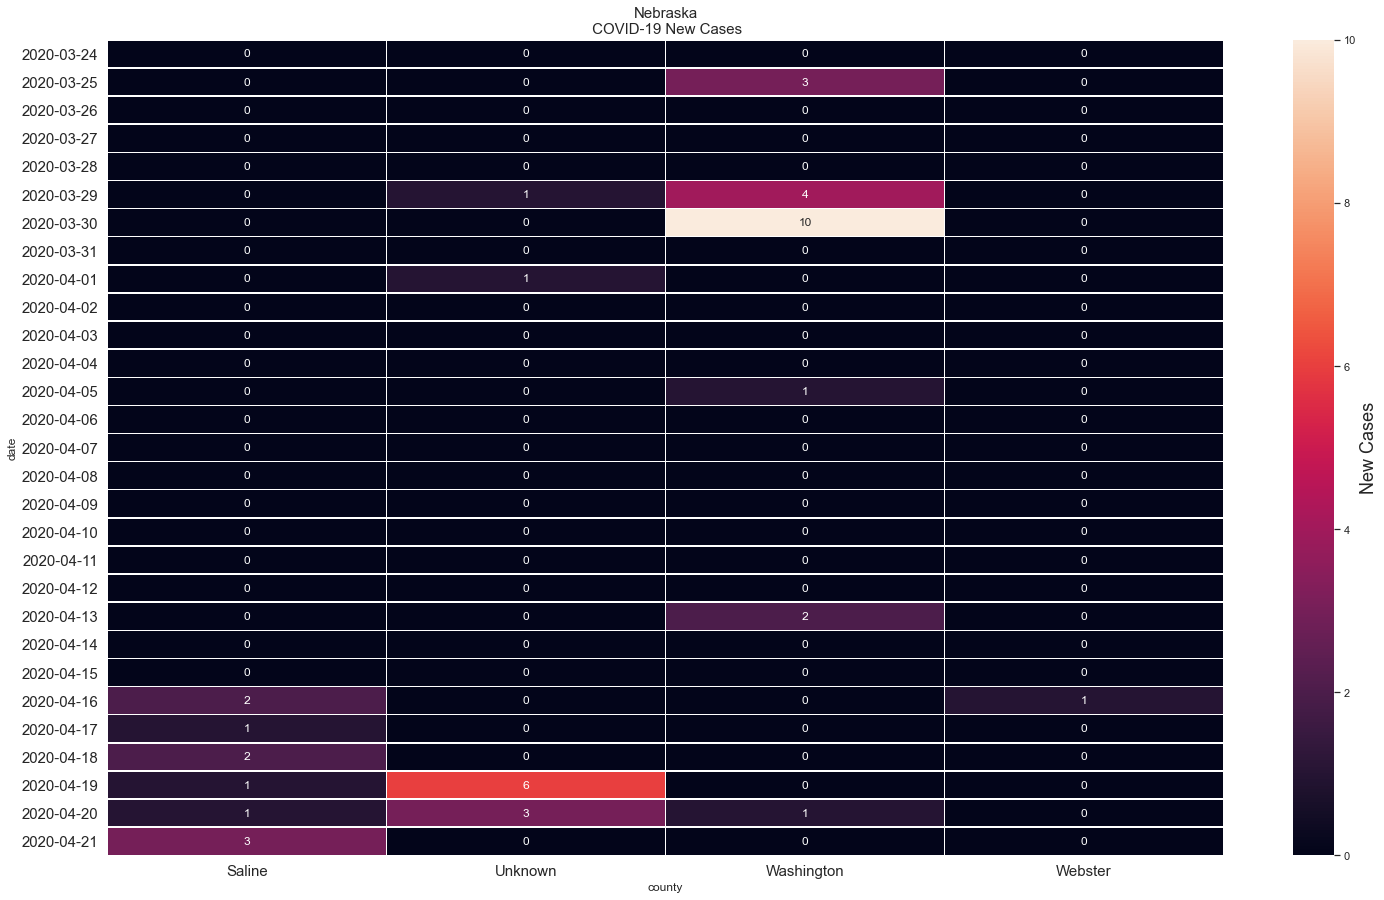 Nebraska
COVID-19 New Cases
2020-03-24 0 0 0 0
2020-03-25 0 0 3 0
2020-03-26 0 0 0 0
2020-03-27 0 0 0 0
2020-03-28 0 0 0 0
2020-03-29 0 1 4 0
2020-03-30 0 0 10 0
2020-03-31 0 0 0 0
2020-04-01 0 1 0 0
2020-04-02 0 0 0 0
2020-04-03 0 0 0 0
2020-04-04 0 0 0 0
2020-04-05 0 0 1 0
2020-04-06 0 0 0 0
2020-04-07 0 0 0 0
2020-04-08 0 0 0 0
2020-04-09 0 0 0 0
2020-04-10 0 0 0 0
2020-04-11 0 0 0 0
2020-04-12 0 0 0 0
2020-04-13 0 0 2 0
2020-04-14 0 0 0 0
2020-04-15 0 0 0 0
2020-04-16 2 0 0 1
2020-04-17 1 0 0 0
2020-04-18 2 0 0 0
2020-04-19 1 6 0 0
2020-04-20 1 3 1 0
2020-04-21 3 0 0 0
Saline Unknown Washington Webster
county
date
10
8
6
4
2
0
New Cases